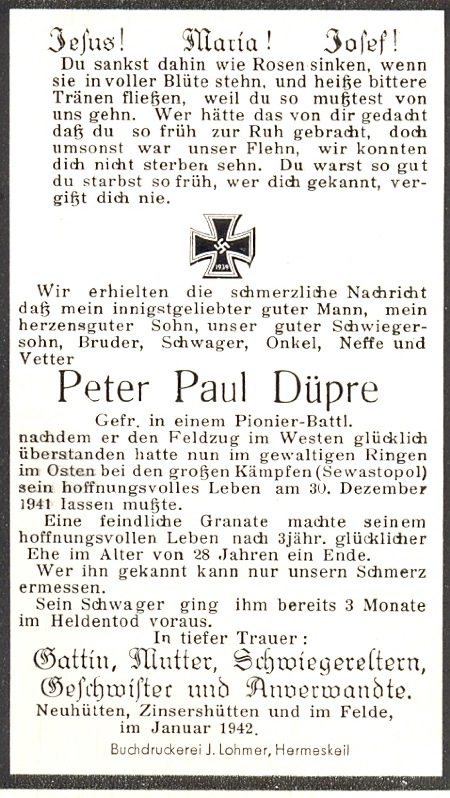 Jesus! Maria! Josef!
Du sankst dahin wie Rosen sinken, wenn
sie in voller Blüte stehn, und heiße bittere
Tränen fließen, weil du so mußtest von
uns gehn. Wer hätte das von dir gedacht
daß du so früh zur Ruh gebracht, doch
umsonst war unser Flehn, wir konnten
dich nicht sterben sehn. Du warst so gut
du starbst so früh, wer dich gekannt, ver-
gißt dich nie.
1939
Wir erhielten die schmerzliche Nachricht
daß mein innigstgeliebter guter Mann, mein
herzensguter Sohn, unser guter Schwieger-
sohn, Bruder, Schwager, Onkel, Neffe und
Vetter
Peter Paul Düpre
Gefr. in einem Pionier-Battl.
nachdem er den Feldzug im Westen glücklich
überstanden hatte nun im gewaltigen Ringen
im Osten bei den großen Kämpfen (Sewastopol)
sein hoffnungsvolles Leben am 30. Dezember
1941 lassen mußte.
Eine feindliche Granate machte seinem
hoffnungsvollen Leben nach 3jähr. glücklicher
Ehe im Alter von 28 Jahren ein Ende.
Wer ihn gekannt kann nur unsern Schmerz
ermessen.
Sein Schwager ging ihm bereits 3 Monate
im Heldentod voraus.
In tiefer Trauer:
Gattin, Mutter, Schwiegereltern,
Geschwister und Anverwandte.
Neuhütten, Zinsershütten und im Felde,
im Januar 1942.
Buchdruckerei J. Lohmer, Hermeskeil